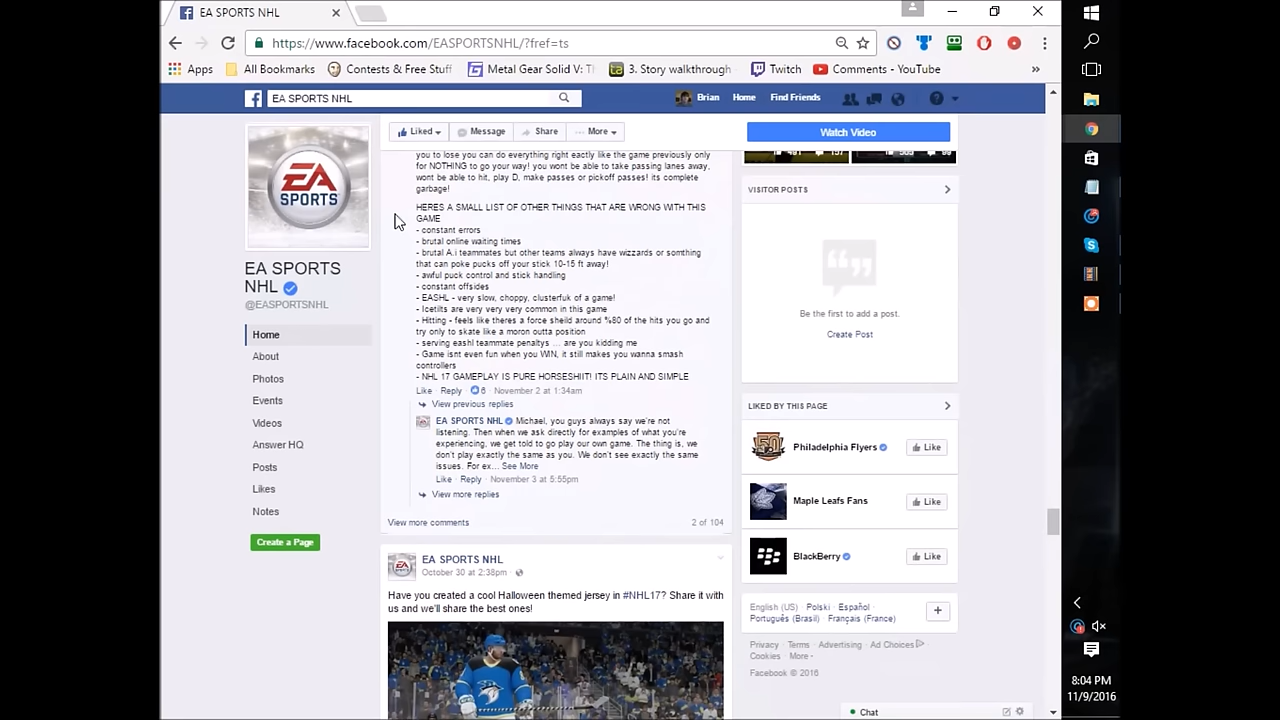 EA SPORTS NHL
https://www.facebook.com/EASPORTSNHL/?fref=ts
Apps
All Bookmarks
Contests & Free Stuff
Metal Gear Solid V: T
3. Story walkthrough
Twitch
Comments - YouTube
»
EA SPORTS NHL
Brian
Home
Find Friends
Liked
Message
Share
More
Watch Video
EA
SPORTS
EA SPORTS
NHL
@EASPORTSNHL
Home
About
Photos
Events
Videos
Answer HQ
Posts
Likes
Notes
Create a Page
you to lose you can do everything right eactly like the game previously only
for NOTHING to go your way! you wont be able to take passing lanes away,
wont be able to hit, play D, make passes or pickoff passes! its complete
garbage!
HERES A SMALL LIST OF OTHER THINGS THAT ARE WRONG WITH THIS
GAME
- constant errors
- brutal online waiting times
- brutal A.i teammates but other teams always have wizzards or somthing
that can poke pucks off your stick 10-15 ft away!
- awful puck control and stick handling
- constant offsides
- EASHL - very slow, choppy, clusterfuk of a game!
- Icetilts are very very very common in this game
- Hitting - feels like theres a force sheild around %80 of the hits you go and
try only to skate like a moron outta position
- serving eashl teammate penaltys ... are you kidding me
- Game isnt even fun when you WIN, it still makes you wanna smash
controllers
- NHL 17 GAMEPLAY IS PURE HORSESHIIT! ITS PLAIN AND SIMPLE
Like · Reply · 6 · November 2 at 1:34am
View previous replies
EA SPORTS NHL Michael, you guys always say we're not
listening. Then when we ask directly for examples of what you're
experiencing, we get told to go play our own game. The thing is, we
don't play exactly the same as you. We don't see exactly the same
issues. For ex... See More
Like · Reply · November 3 at 5:55pm
View more replies
View more comments
2 of 104
EA SPORTS NHL
October 30 at 2:38pm ·
Have you created a cool Halloween themed jersey in #NHL17? Share it with
us and we'll share the best ones!
VISITOR POSTS
Be the first to add a post.
Create Post
LIKED BY THIS PAGE
Philadelphia Flyers
Like
Maple Leafs Fans
Like
BlackBerry
Like
English (US) · Polski · Español ·
Português (Brasil) · Français (France)
Privacy · Terms · Advertising · Ad Choices
Cookies · More
Facebook © 2016
Chat
8:04 PM
11/9/2016